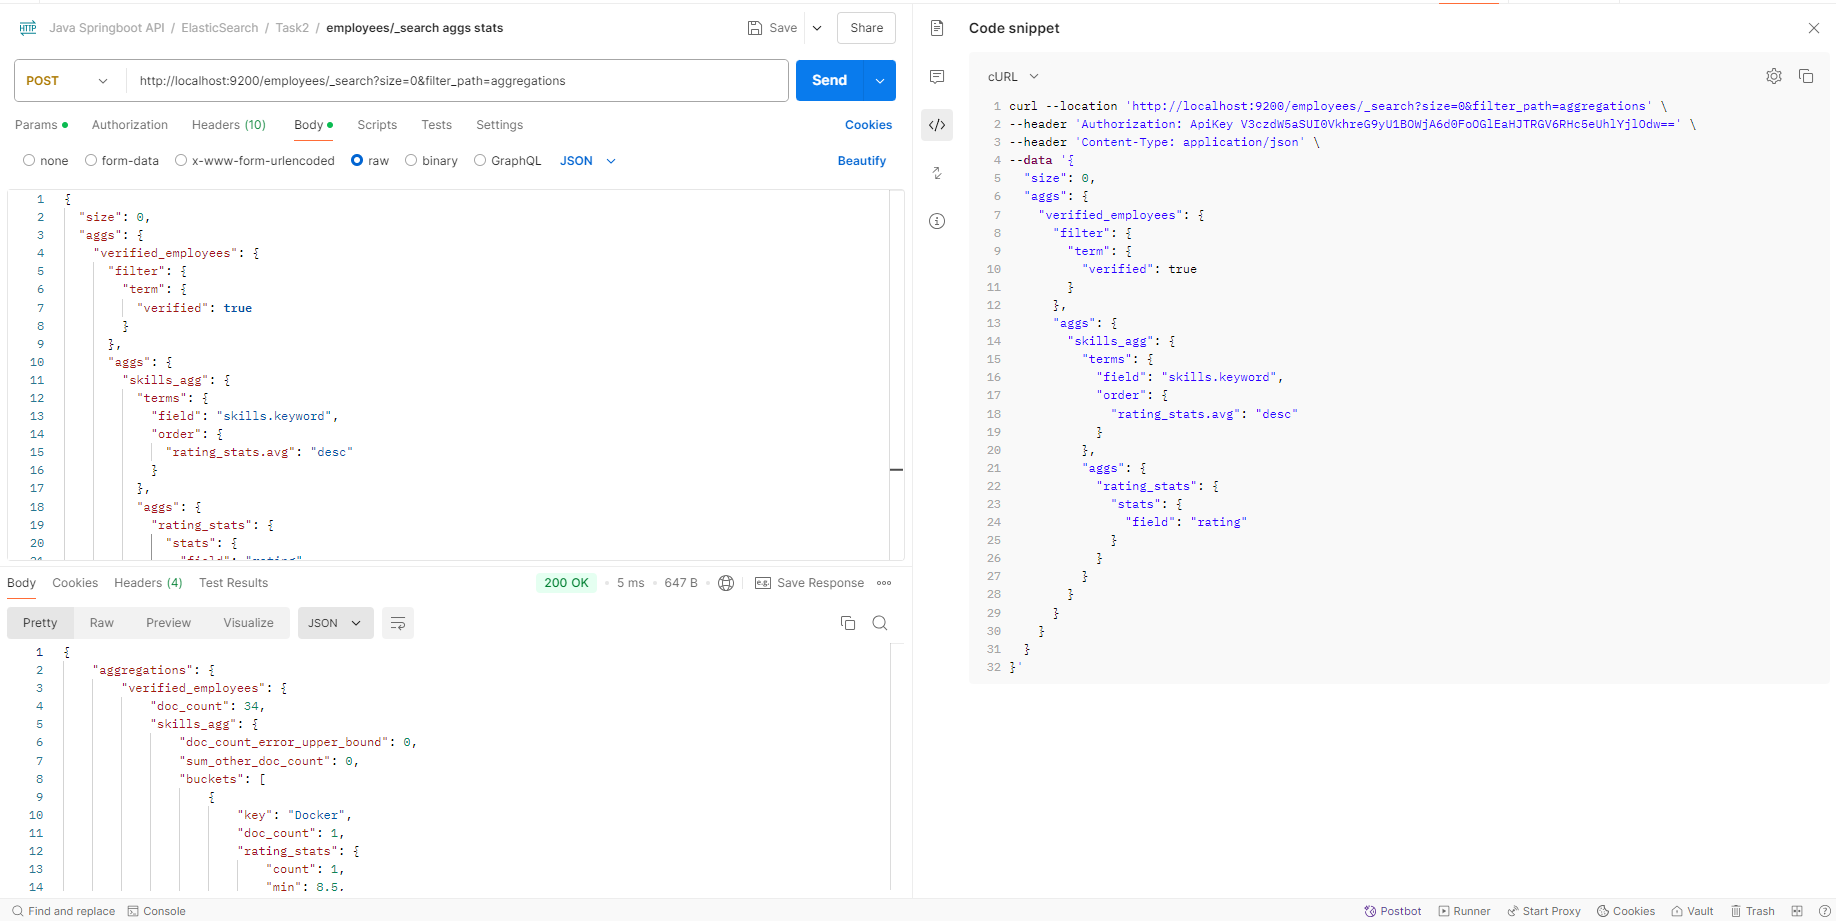 Java Springboot API / ElasticSearch / Task2 / employees/_search aggs stats
Save
Share
POST
http://localhost:9200/employees/_search?size=0&filter_path=aggregations
Send
Params
Authorization
Headers (10)
Body
Scripts
Tests
Settings
Cookies
none
form-data
x-www-form-urlencoded
raw
binary
GraphQL
JSON
Beautify
1 {
2 "size": 0,
3 "aggs": {
4 "verified_employees": {
5 "filter": {
6 "term": {
7 "verified": true
8 }
9 },
10 "aggs": {
11 "skills_agg": {
12 "terms": {
13 "field": "skills.keyword",
14 "order": {
15 "rating_stats.avg": "desc"
16 }
17 },
18 "aggs": {
19 "rating_stats": {
20 "stats": {
21 "field": "rating"
Body
Cookies
Headers (4)
Test Results
200 OK
5 ms
647 B
e.g.
Save Response
Pretty
Raw
Preview
Visualize
JSON
1 {
2 "aggregations": {
3 "verified_employees": {
4 "doc_count": 34,
5 "skills_agg": {
6 "doc_count_error_upper_bound": 0,
7 "sum_other_doc_count": 0,
8 "buckets": [
9 {
10 "key": "Docker",
11 "doc_count": 1,
12 "rating_stats": {
13 "count": 1,
14 "min": 8.5,
Code snippet
cURL
1 curl --location 'http://localhost:9200/employees/_search?size=0&filter_path=aggregations' \
2 --header 'Authorization: ApiKey V3czdW5aSUI0VkhreG9yU1BOWjA6d0FoOGlEaHJTRGV6RHc5eUhlYjlOdw==' \
3 --header 'Content-Type: application/json' \
4 --data '{
5 "size": 0,
6 "aggs": {
7 "verified_employees": {
8 "filter": {
9 "term": {
10 "verified": true
11 }
12 },
13 "aggs": {
14 "skills_agg": {
15 "terms": {
16 "field": "skills.keyword",
17 "order": {
18 "rating_stats.avg": "desc"
19 }
20 },
21 "aggs": {
22 "rating_stats": {
23 "stats": {
24 "field": "rating"
25 }
26 }
27 }
28 }
29 }
30 }
31 }
32 }'
Find and replace
Console
Postbot
Runner
Start Proxy
Cookies
Vault
Trash